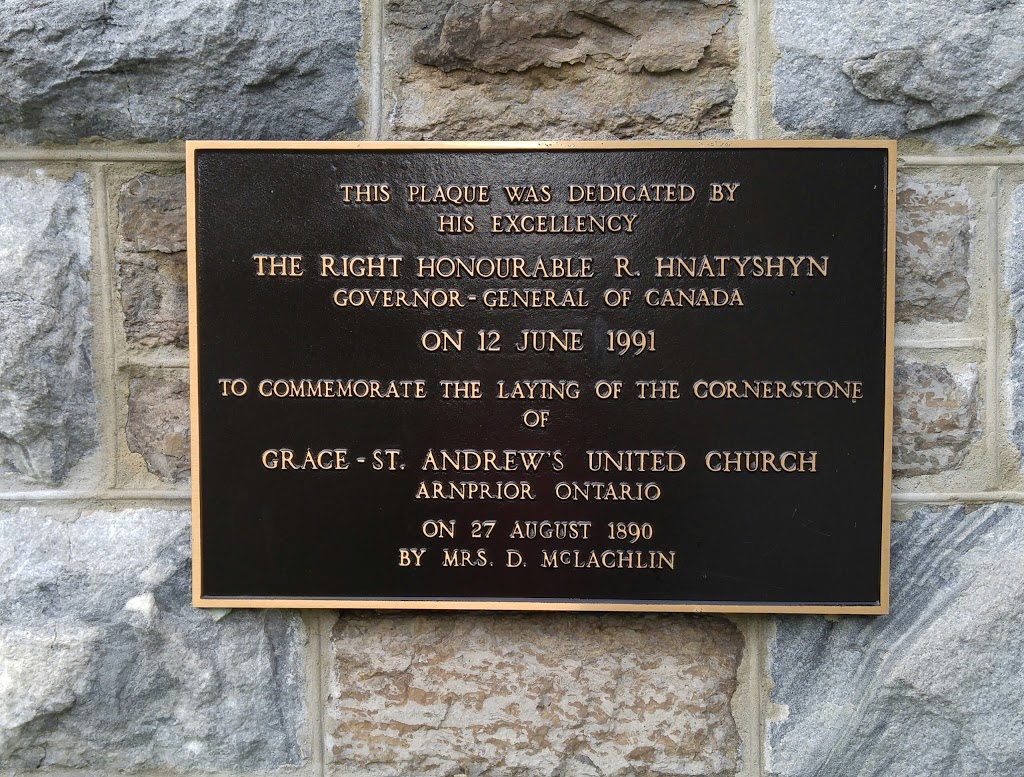 THIS PLAQUE WAS DEDICATED BY
HIS EXCELLENCY
THE RIGHT HONOURABLE R. HNATYSHYN
GOVERNOR-GENERAL OF CANADA
ON 12 JUNE 1991
TO COMMEMORATE THE LAYING OF THE CORNERSTONE
OF
GRACE-ST. ANDREW'S UNITED CHURCH
ARNPRIOR ONTARIO
ON 27 AUGUST 1890
BY MRS. D. McLACHLIN